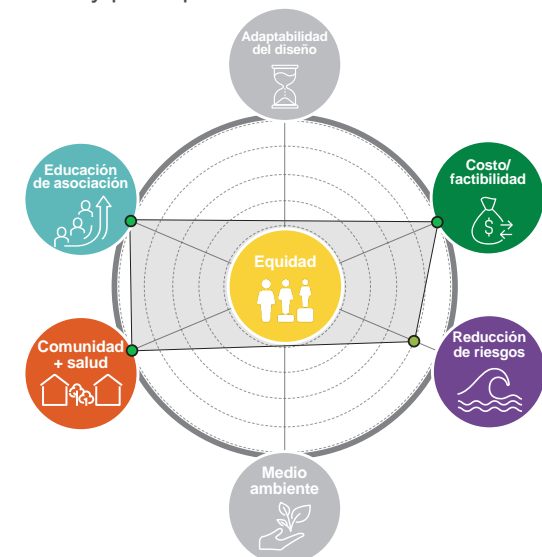 Adaptabilidad
del diseño
Educación
de asociación
Costo/
factibilidad
$
Equidad
Comunidad
+ salud
Reducción
de riesgos
Medio
ambiente